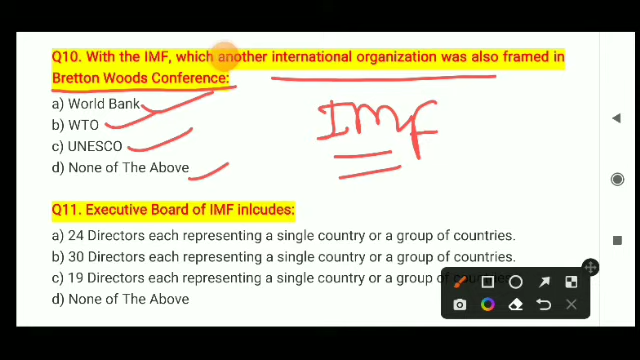 Q10. With the IMF, which another international organization was also framed in
Bretton Woods Conference:
a) World Bank
b) WTO
c) UNESCO
d) None of The Above
IMF
Q11. Executive Board of IMF inlcudes:
a) 24 Directors each representing a single country or a group of countries.
b) 30 Directors each representing a single country or a group of countries.
c) 19 Directors each representing a single country or a group of countries.
d) None of The Above